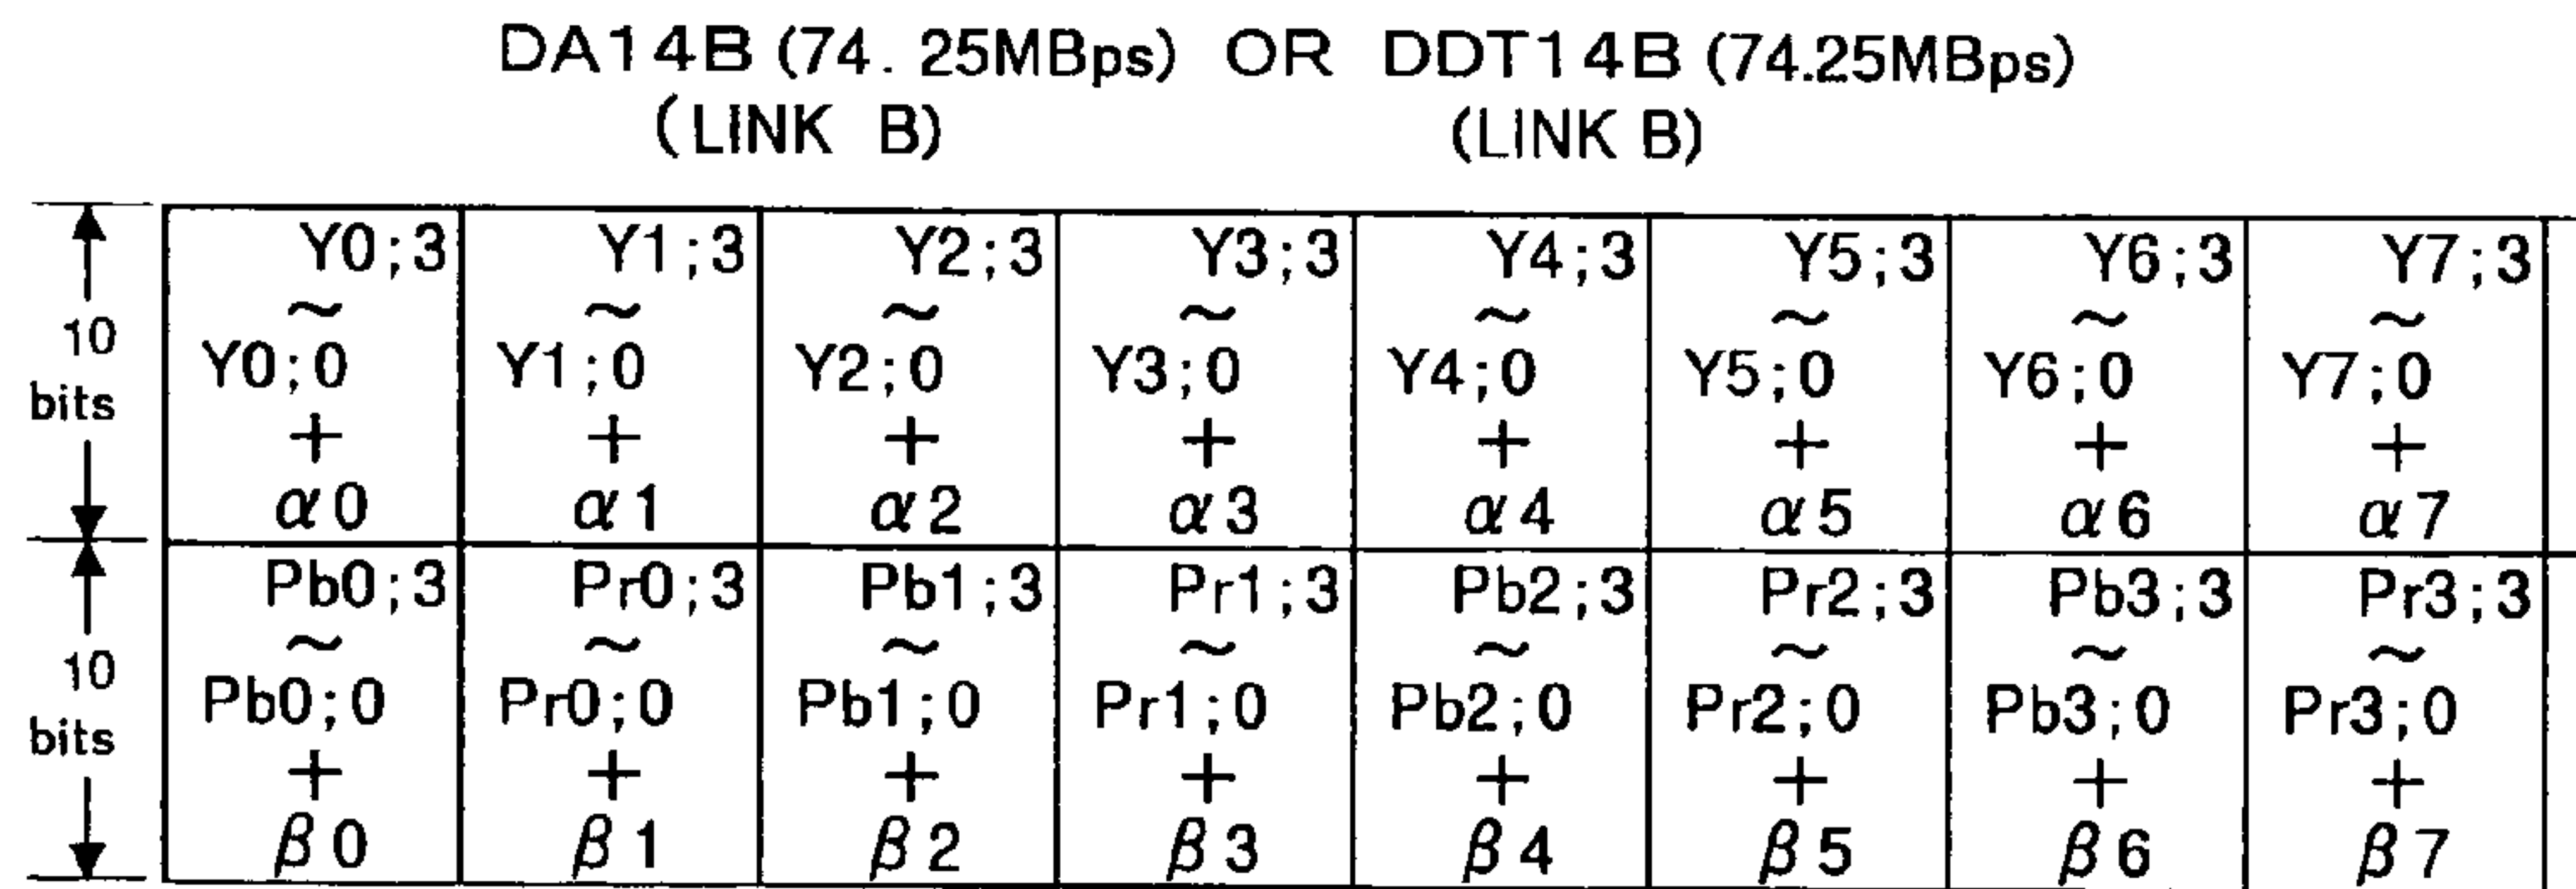 DA14B (74. 25MBps) OR DDT14B (74.25MBps)
(LINK B) (LINK B)
10 bits
Y0;3 Y1;3 Y2;3 Y3;3 Y4;3 Y5;3 Y6;3 Y7;3
~ ~ ~ ~ ~ ~ ~ ~
Y0;0 Y1;0 Y2;0 Y3;0 Y4;0 Y5;0 Y6;0 Y7;0
+ + + + + + + +
α0 α1 α2 α3 α4 α5 α6 α7
10 bits
Pb0;3 Pr0;3 Pb1;3 Pr1;3 Pb2;3 Pr2;3 Pb3;3 Pr3;3
~ ~ ~ ~ ~ ~ ~ ~
Pb0;0 Pr0;0 Pb1;0 Pr1;0 Pb2;0 Pr2;0 Pb3;0 Pr3;0
+ + + + + + + +
β0 β1 β2 β3 β4 β5 β6 β7